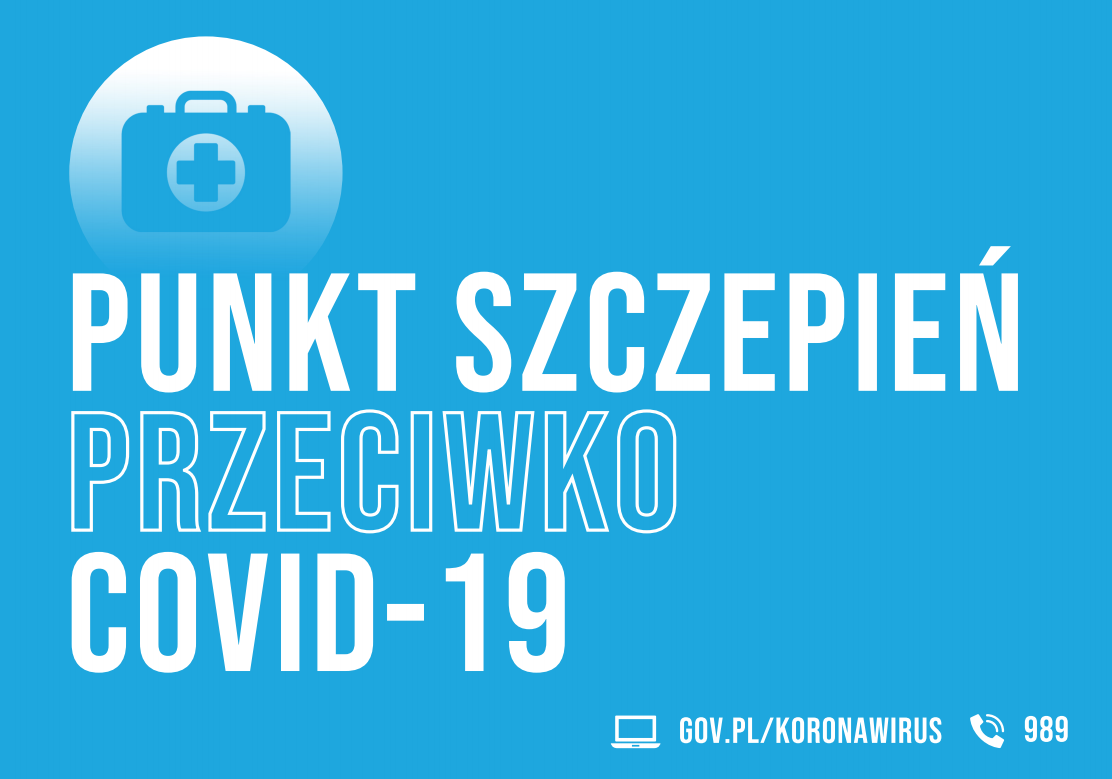 PUNKT SZCZEPIEŃ
PRZECIWKO
COVID-19
GOV.PL/KORONAWIRUS 989